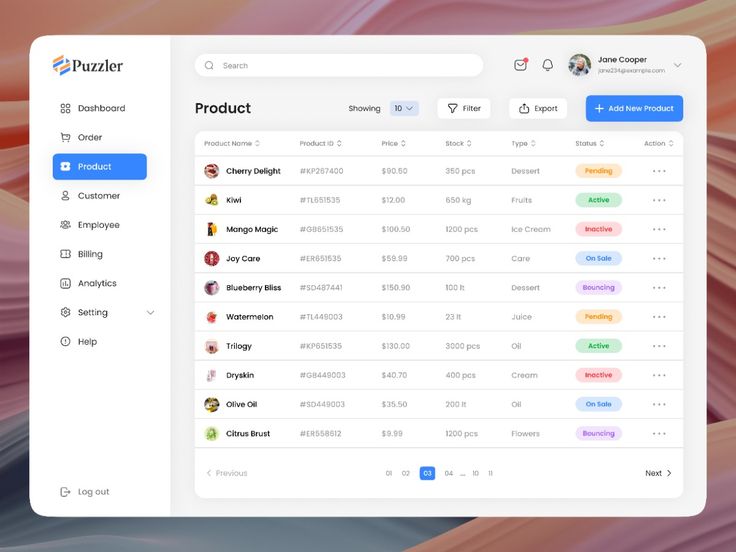 Puzzler
Dashboard
Order
Product
Customer
Employee
Billing
Analytics
Setting
Help
Log out
Search
Jane Cooper
jane234@example.com
Product
Showing 10 Filter Export + Add New Product
Product Name Product ID Price Stock Type Status Action
Cherry Delight #KP267400 $90.50 350 pcs Dessert Pending
Kiwi #TL651535 $12.00 650 kg Fruits Active
Mango Magic #GB651535 $100.50 1200 pcs Ice Cream Inactive
Joy Care #ER651535 $59.99 700 pcs Care On Sale
Blueberry Bliss #SD487441 $150.90 100 lt Dessert Bouncing
Watermelon #TL449003 $10.99 23 lt Juice Pending
Trilogy #KP651535 $130.00 3000 pcs Oil Active
Dryskin #GB449003 $40.70 400 pcs Cream Inactive
Olive Oil #SD449003 $35.50 200 lt Oil On Sale
Citrus Brust #ER558612 $9.99 1200 pcs Flowers Bouncing
Previous 01 02 03 04 ... 10 11 Next